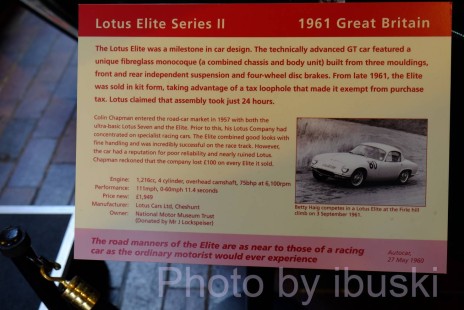 Lotus Elite Series II 1961 Great Britain
The Lotus Elite was a milestone in car design. The technically advanced GT car featured a
unique fibreglass monocoque (a combined chassis and body unit) built from three mouldings,
front and rear independent suspension and four-wheel disc brakes. From late 1961, the Elite
was sold in kit form, taking advantage of a tax loophole that made it exempt from purchase
tax. Lotus claimed that assembly took just 24 hours.
Colin Chapman entered the road-car market in 1957 with both the
ultra-basic Lotus Seven and the Elite. Prior to this, his Lotus Company had
concentrated on specialist racing cars. The Elite combined good looks with
fine handling and was incredibly successful on the race track. However,
the car had a reputation for poor reliability and nearly ruined Lotus.
Chapman reckoned that the company lost £100 on every Elite it sold.
Engine: 1,216cc, 4 cylinder, overhead camshaft, 75bhp at 6,100rpm
Performance: 111mph, 0-60mph 11.4 seconds
Price new: £1,949
Manufacturer: Lotus Cars Ltd, Cheshunt
Owner: National Motor Museum Trust
(Donated by Mr J Lockspeiser)
60
Betty Haig competes in a Lotus Elite at the Firle hill
climb on 3 September 1961.
The road manners of the Elite are as near to those of a racing
car as the ordinary motorist would ever experience
Autocar,
27 May 1960
Photo by ibuski